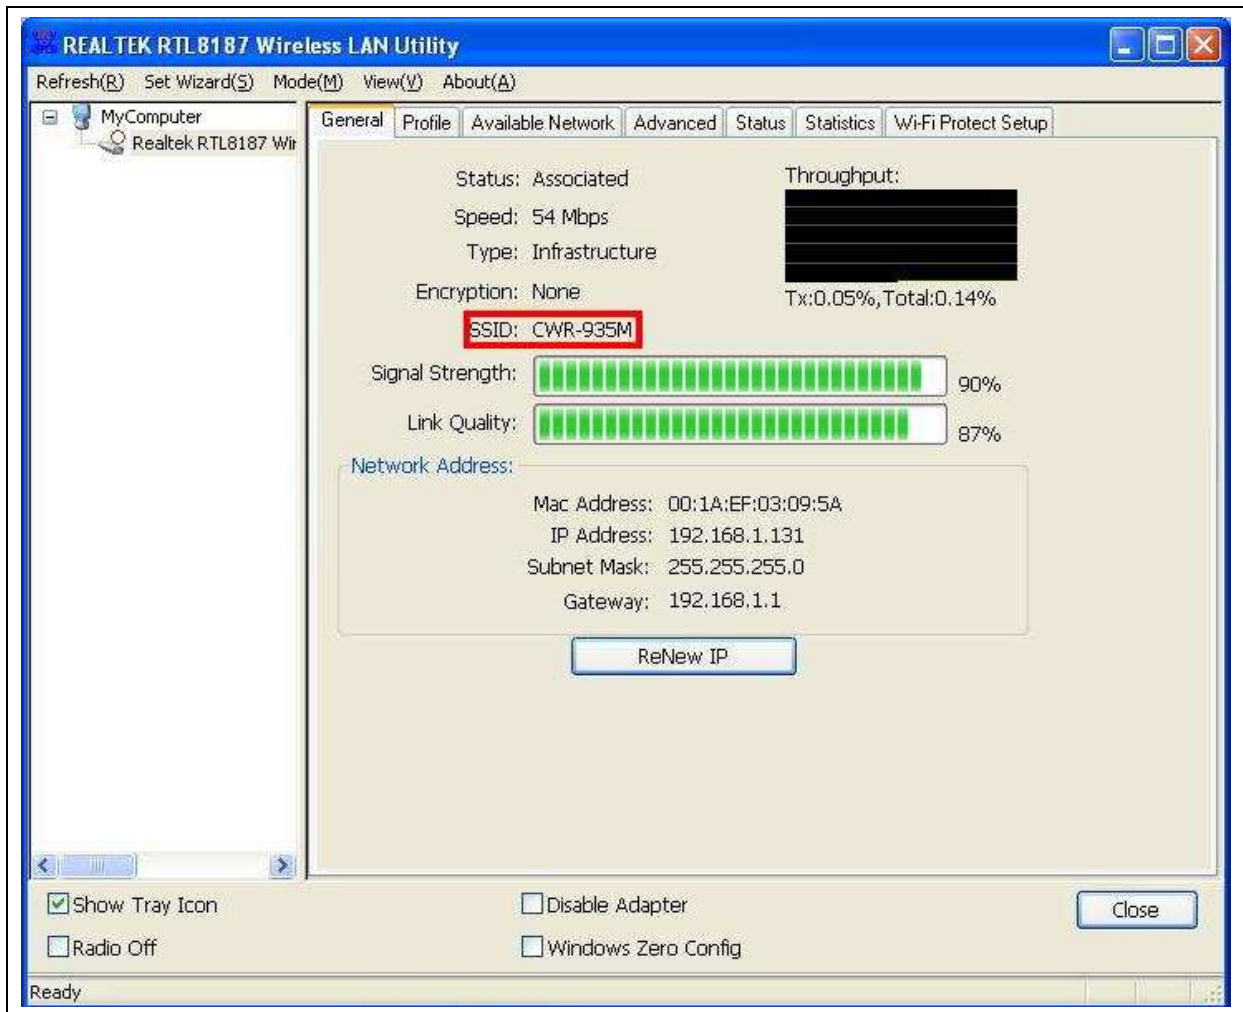 REALTEK RTL8187 Wireless LAN Utility
Refresh(R) Set Wizard(S) Mode(M) View(V) About(A)
MyComputer
Realtek RTL8187 Wir
General Profile Available Network Advanced Status Statistics Wi-Fi Protect Setup
Status: Associated
Speed: 54 Mbps
Type: Infrastructure
Encryption: None
SSID: CWR-935M
Throughput:
Tx:0.05%,Total:0.14%
Signal Strength: 90%
Link Quality: 87%
Network Address:
Mac Address: 00:1A:EF:03:09:5A
IP Address: 192.168.1.131
Subnet Mask: 255.255.255.0
Gateway: 192.168.1.1
ReNew IP
Show Tray Icon
Radio Off
Disable Adapter
Windows Zero Config
Close
Ready